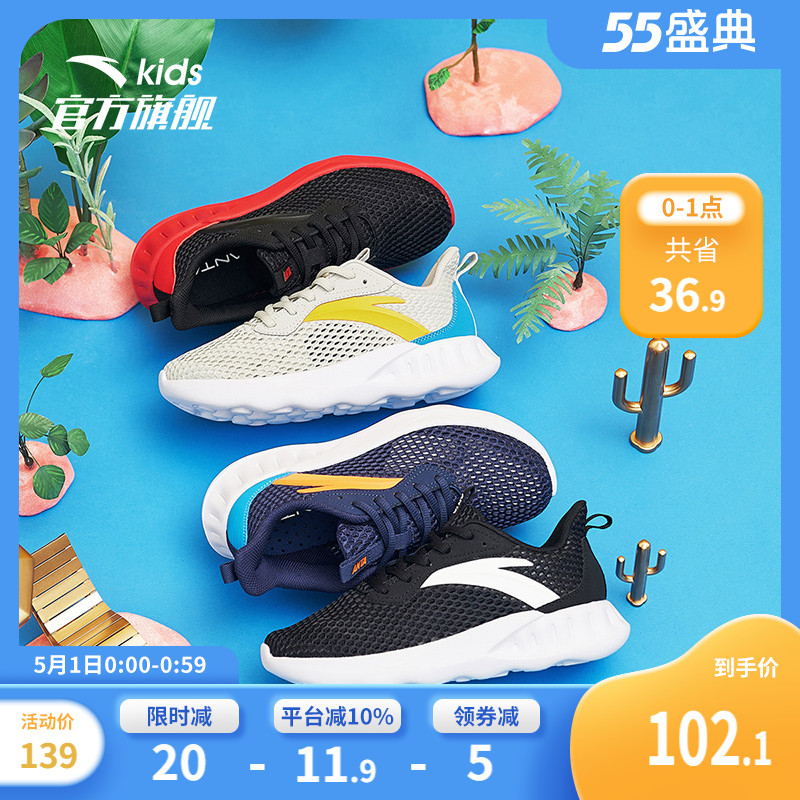 55盛典
kids
官方旗舰
0-1点
共省
36.9
ANTA
5月1日0:00-0:59
到手价
活动价
139
限时减
20
-
平台减10%
11.9
-
领券减
5
102.1